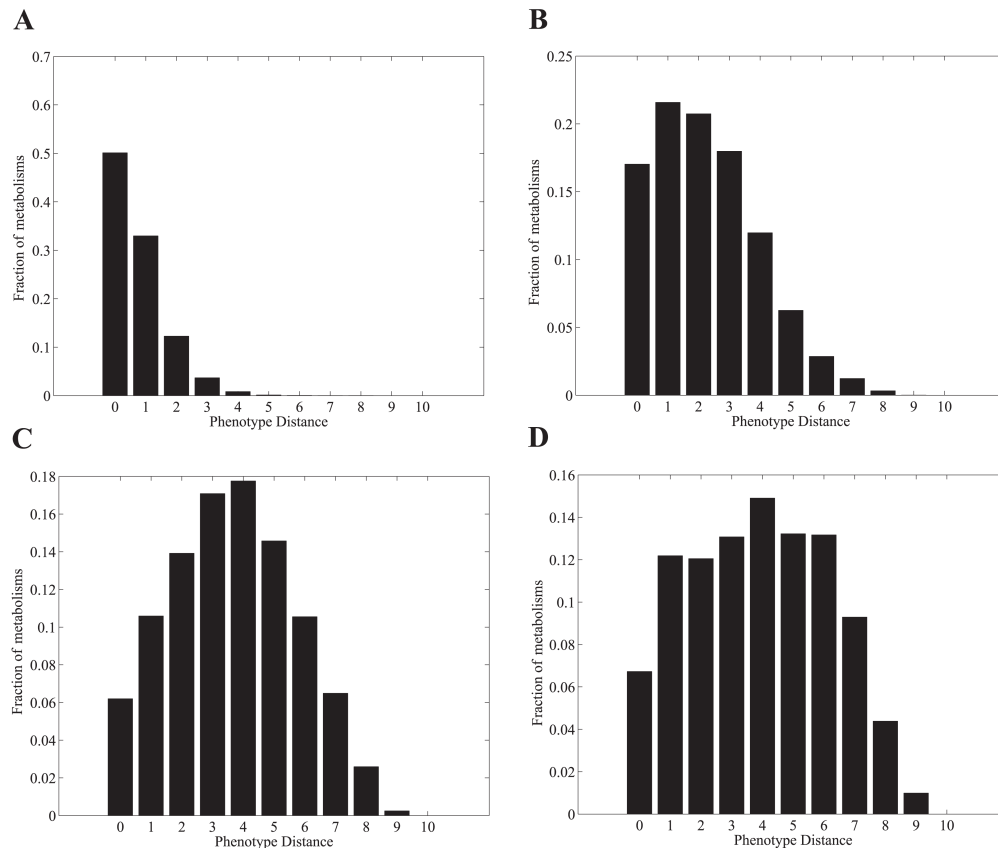 A
Fraction of metabolisms
0.7
0.6
0.5
0.4
0.3
0.2
0.1
0
0 1 2 3 4 5 6 7 8 9 10
Phenotype Distance
B
Fraction of metabolisms
0.25
0.2
0.15
0.1
0.05
0
0 1 2 3 4 5 6 7 8 9 10
Phenotype Distance
C
Fraction of metabolisms
0.18
0.16
0.14
0.12
0.1
0.08
0.06
0.04
0.02
0
0 1 2 3 4 5 6 7 8 9 10
Phenotype Distance
D
Fraction of metabolisms
0.16
0.14
0.12
0.1
0.08
0.06
0.04
0.02
0
0 1 2 3 4 5 6 7 8 9 10
Phenotype Distance